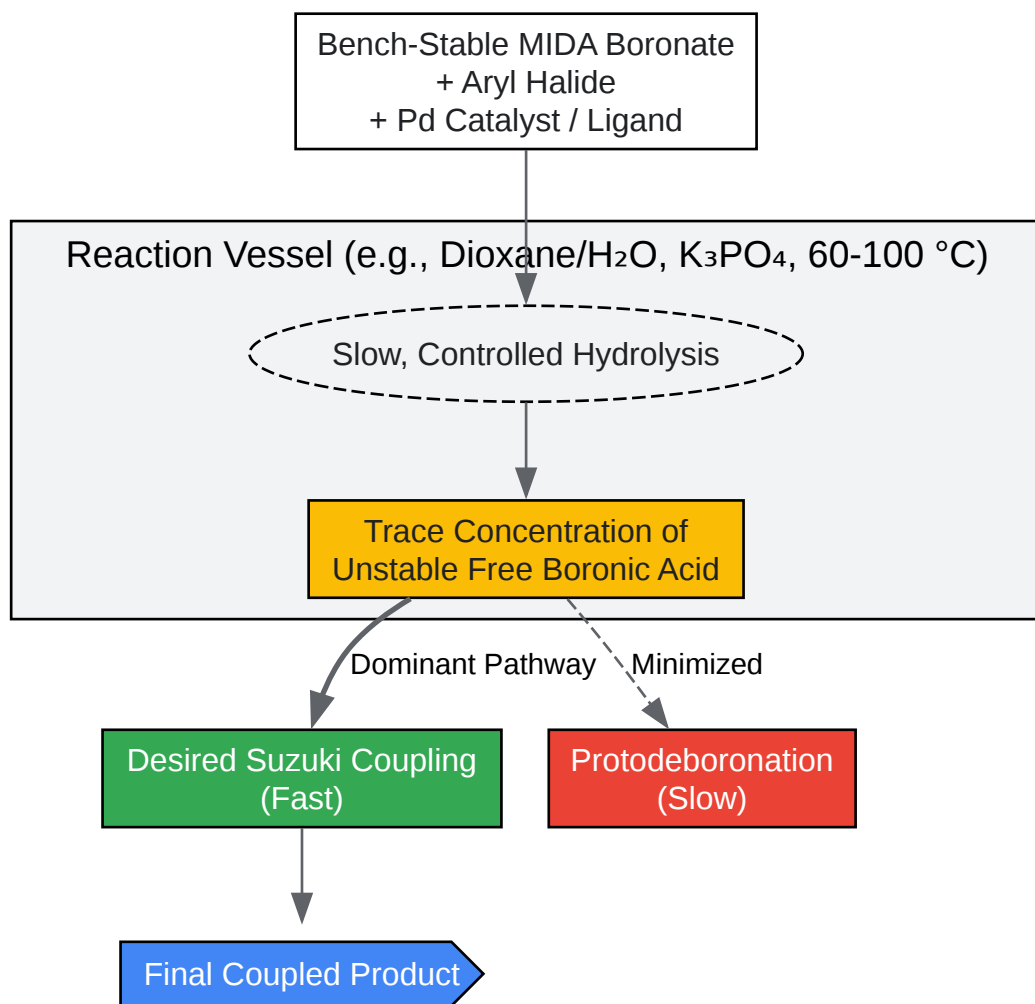 Bench-Stable MIDA Boronate
+ Aryl Halide
+ Pd Catalyst / Ligand
Reaction Vessel (e.g., Dioxane/H₂O, K₃PO₄, 60-100 °C)
Slow, Controlled Hydrolysis
Trace Concentration of
Unstable Free Boronic Acid
Dominant Pathway
Minimized
Desired Suzuki Coupling
(Fast)
Protodeboronation
(Slow)
Final Coupled Product